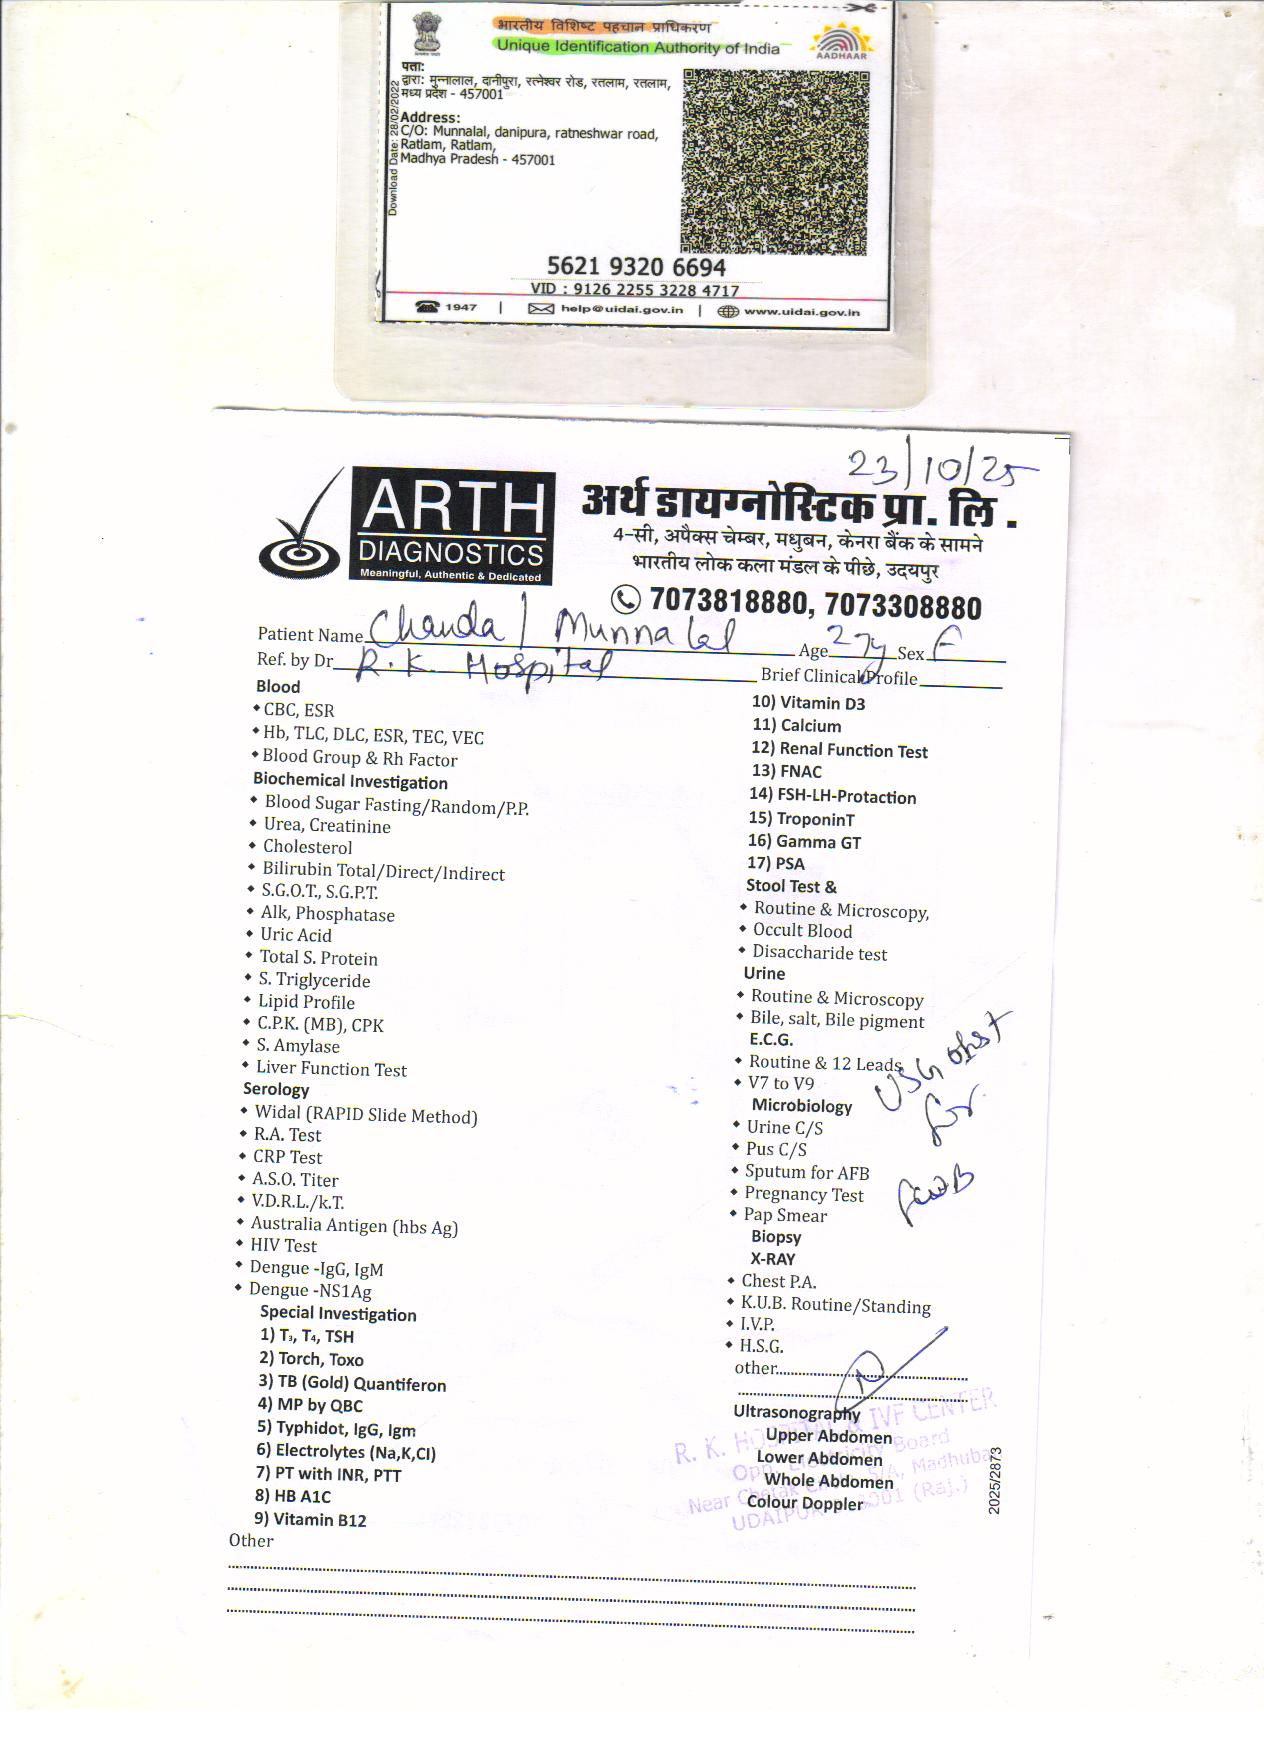 भारतीय विशिष्ट पहचान प्राधिकरण
Unique Identification Authority of India
AADHAAR
Download Date: 28/02/2022
पता:
द्वारा: मुन्नालाल, दानीपुरा, रत्नेश्वर रोड, रतलाम, रतलाम,
मध्य प्रदेश - 457001
Address:
C/O: Munnalal, danipura, ratneshwar road,
Ratlam, Ratlam,
Madhya Pradesh - 457001
5621 9320 6694
VID : 9126 2255 3228 4717
1947 | help@uidai.gov.in | www.uidai.gov.in
23/10/25
ARTH
DIAGNOSTICS
Meaningful, Authentic & Dedicated
अर्थ डायग्नोस्टिक प्रा. लि.
4-सी, अपैक्स चेम्बर, मधुबन, केनरा बैंक के सामने
भारतीय लोक कला मंडल के पीछे, उदयपुर
7073818880, 7073308880
Patient Name Chanda / Munnalal Age 27y Sex F
Ref. by Dr R.K. Hospital Brief Clinical Profile
Blood
CBC, ESR
Hb, TLC, DLC, ESR, TEC, VEC
Blood Group & Rh Factor
Biochemical Investigation
Blood Sugar Fasting/Random/P.P.
Urea, Creatinine
Cholesterol
Bilirubin Total/Direct/Indirect
S.G.O.T., S.G.P.T.
Alk, Phosphatase
Uric Acid
Total S. Protein
S. Triglyceride
Lipid Profile
C.P.K. (MB), CPK
S. Amylase
Liver Function Test
Serology
Widal (RAPID Slide Method)
R.A. Test
CRP Test
A.S.O. Titer
V.D.R.L./k.T.
Australia Antigen (hbs Ag)
HIV Test
Dengue -IgG, IgM
Dengue -NS1Ag
Special Investigation
1) T₃, T₄, TSH
2) Torch, Toxo
3) TB (Gold) Quantiferon
4) MP by QBC
5) Typhidot, IgG, Igm
6) Electrolytes (Na,K,Cl)
7) PT with INR, PTT
8) HB A1C
9) Vitamin B12
Other
10) Vitamin D3
11) Calcium
12) Renal Function Test
13) FNAC
14) FSH-LH-Protaction
15) TroponinT
16) Gamma GT
17) PSA
Stool Test &
Routine & Microscopy,
Occult Blood
Disaccharide test
Urine
Routine & Microscopy
Bile, salt, Bile pigment
E.C.G.
Routine & 12 Leads
V7 to V9
Microbiology
Urine C/S
Pus C/S
Sputum for AFB
Pregnancy Test
Pap Smear
Biopsy
X-RAY
Chest P.A.
K.U.B. Routine/Standing
I.V.P.
H.S.G.
other
USG obst
for
FWB
Ultrasonography
Upper Abdomen
Lower Abdomen
Whole Abdomen
Colour Doppler
R. K. HOSPITAL & IVF CENTER
Opp. Electricity Board
Near Chetak Madhuba
UDAIPUR (Raj.)
2025/2873